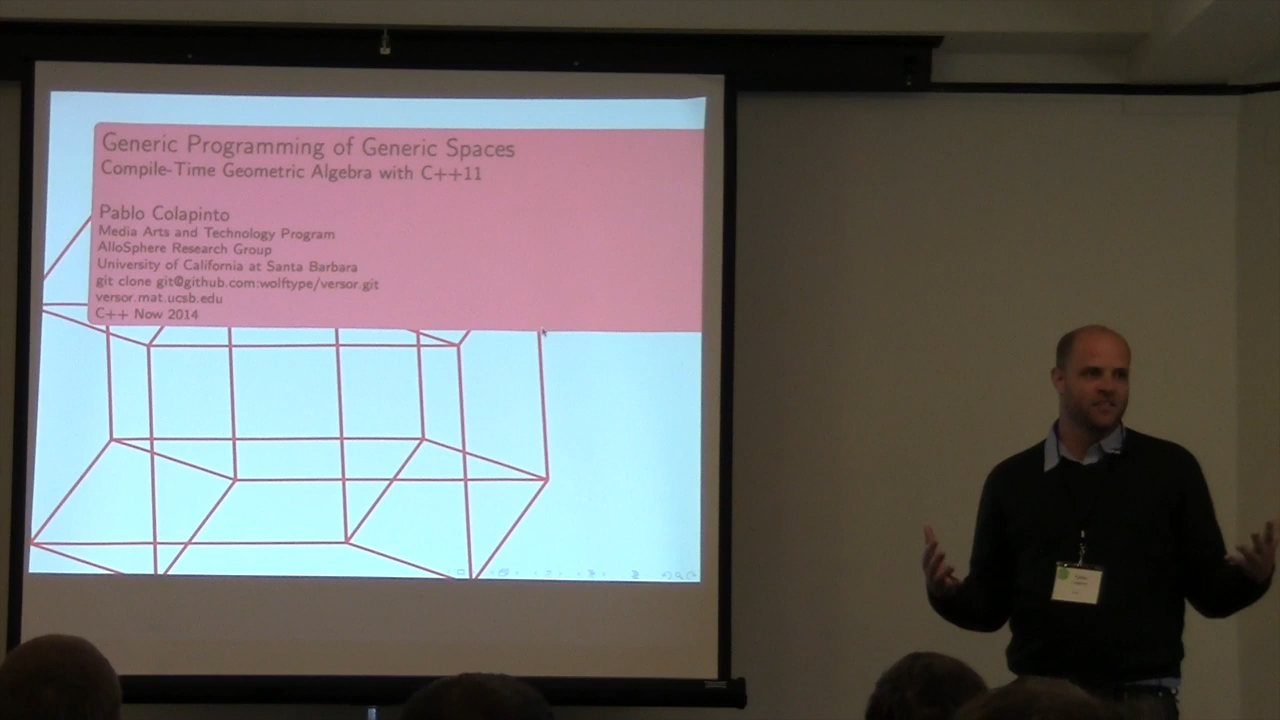 Generic Programming of Generic Spaces
Compile-Time Geometric Algebra with C++11
Pablo Colapinto
Media Arts and Technology Program
AlloSphere Research Group
University of California at Santa Barbara
git clone git@github.com:wolftype/versor.git
versor.mat.ucsb.edu
C++ Now 2014